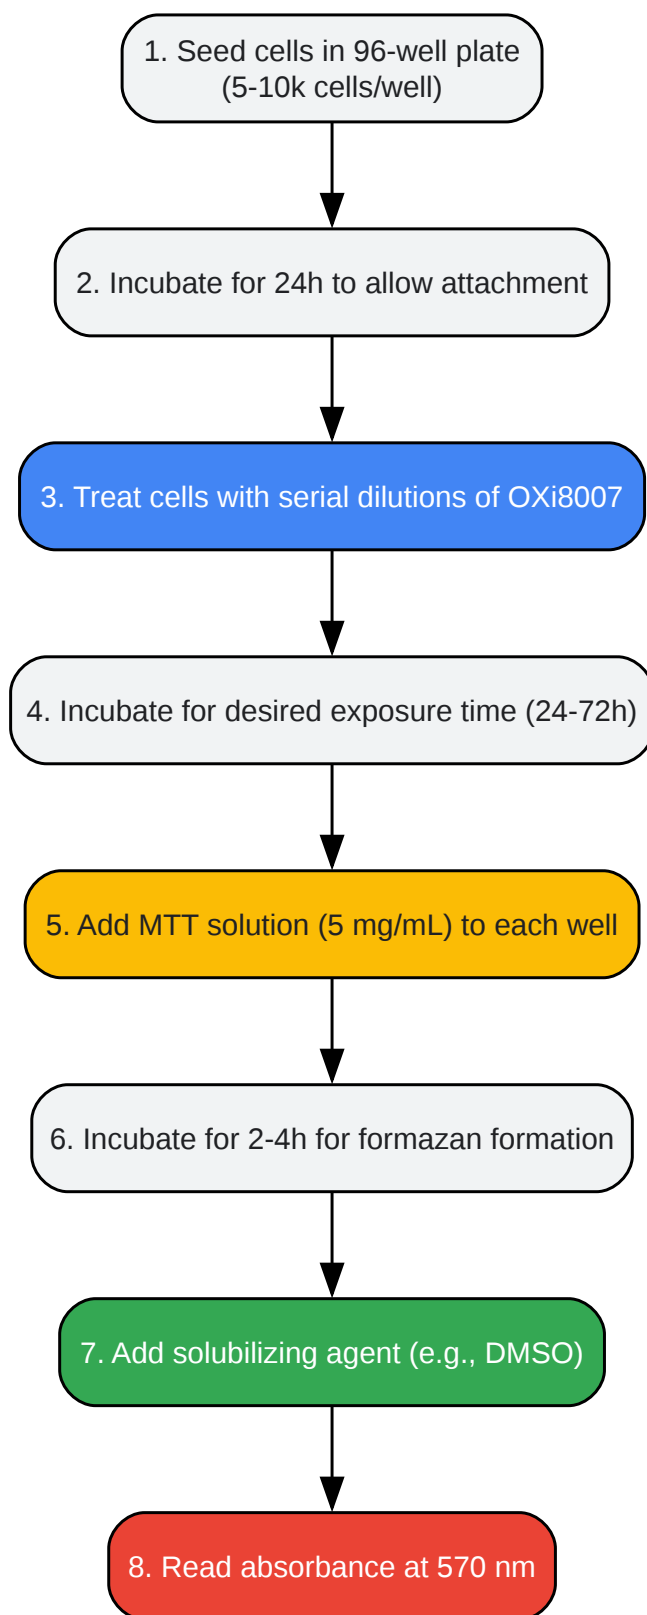 1. Seed cells in 96-well plate
(5-10k cells/well)
2. Incubate for 24h to allow attachment
3. Treat cells with serial dilutions of OXi8007
4. Incubate for desired exposure time (24-72h)
5. Add MTT solution (5 mg/mL) to each well
6. Incubate for 2-4h for formazan formation
7. Add solubilizing agent (e.g., DMSO)
8. Read absorbance at 570 nm